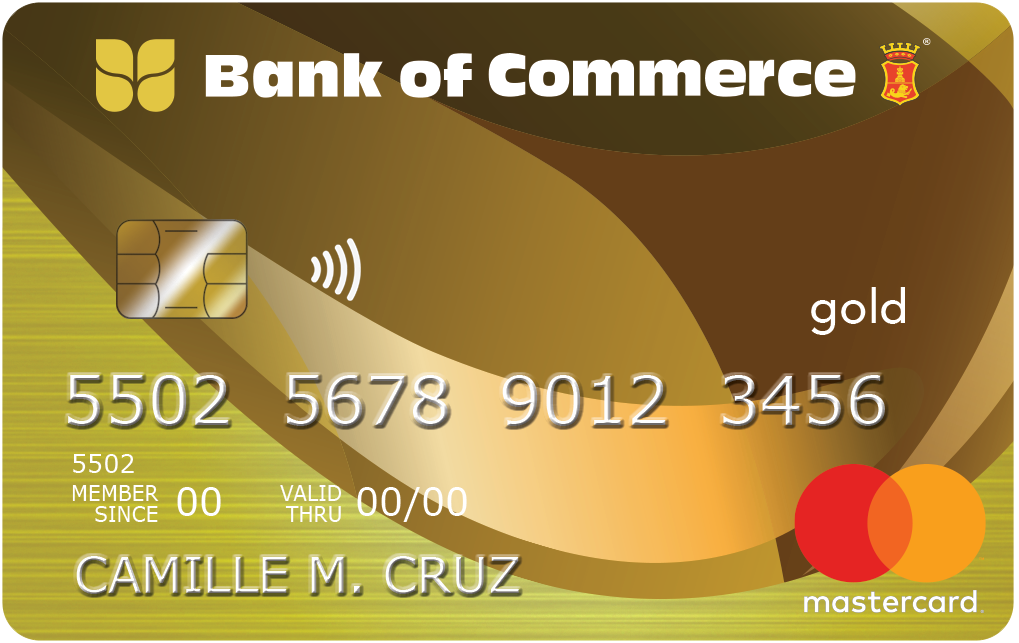 Bank of Commerce ®
gold
5502 5678 9012 3456
5502
MEMBER SINCE 00 VALID THRU 00/00
CAMILLE M. CRUZ
mastercard.